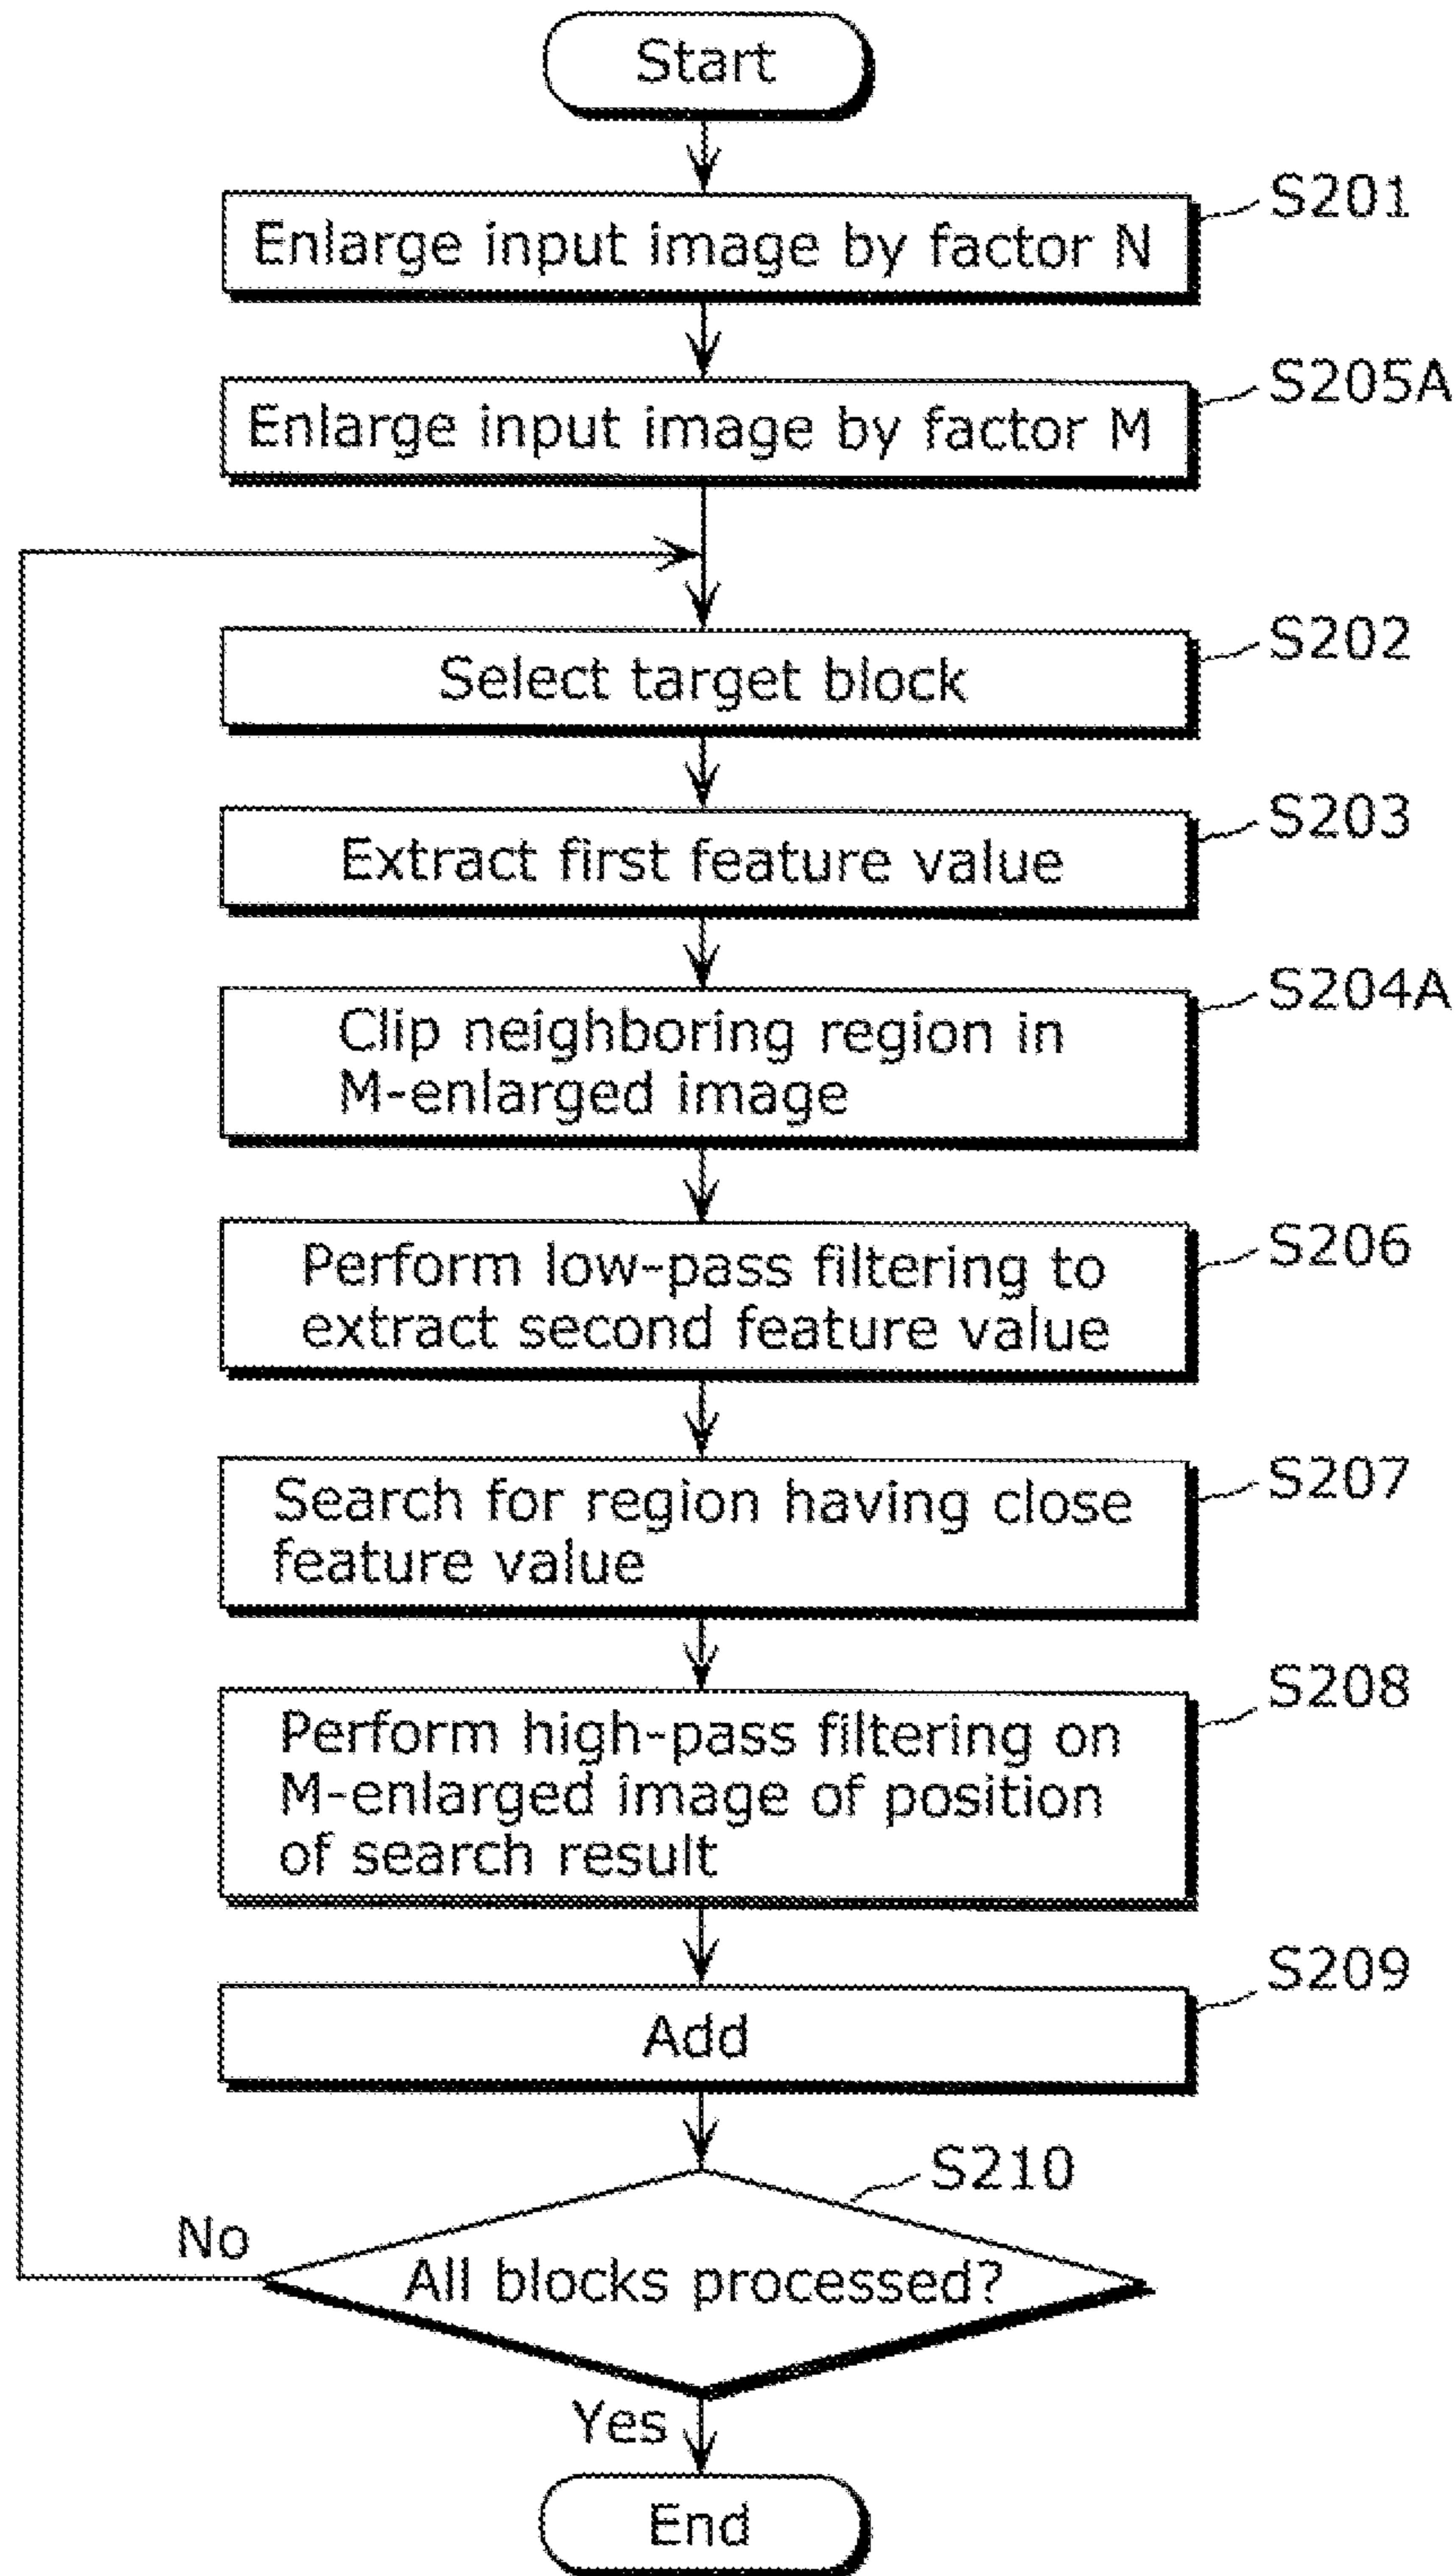 Start
S201
Enlarge input image by factor N
S205A
Enlarge input image by factor M
S202
Select target block
S203
Extract first feature value
S204A
Clip neighboring region in
M-enlarged image
S206
Perform low-pass filtering to
extract second feature value
S207
Search for region having close
feature value
S208
Perform high-pass filtering on
M-enlarged image of position
of search result
S209
Add
S210
No
All blocks processed?
Yes
End